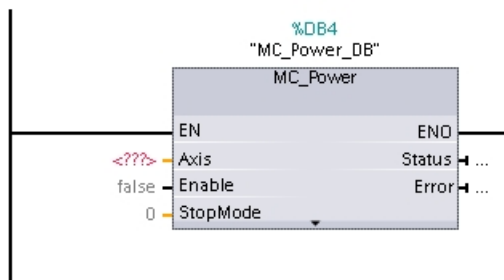 %DB4
"MC_Power_DB"
MC_Power
EN ENO
<???> Axis Status ...
false Enable Error ...
0 StopMode